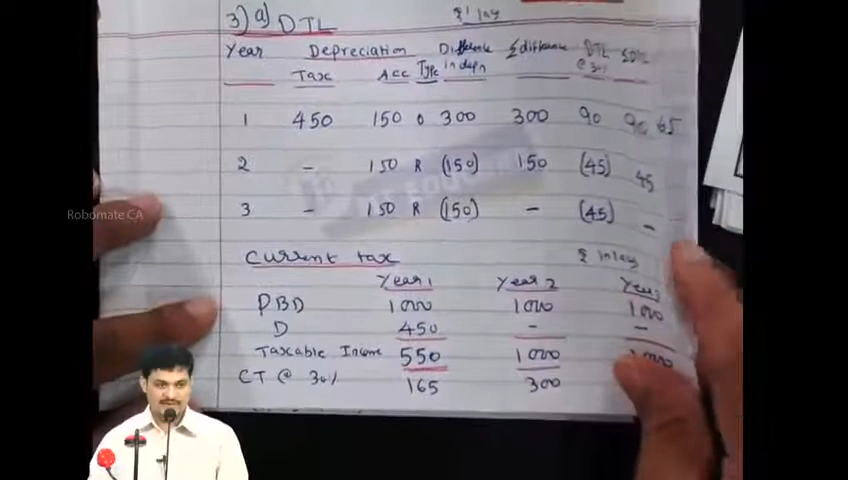 3) a) DTL ₹ lay
Year Depreciation Difference ∑difference DTL SDTL
Tax Acc Type in depn @ 30%
1 450 150 O 300 300 90 90 65
2 - 150 R (150) 150 (45) 45
3 - 150 R (150) - (45) -
Current tax ₹ in lay
Year 1 Year 2 Year
PBD 1000 1000 1000
D 450 - -
Taxable Income 550 1000 1000
CT @ 30% 165 300
Robomate CA